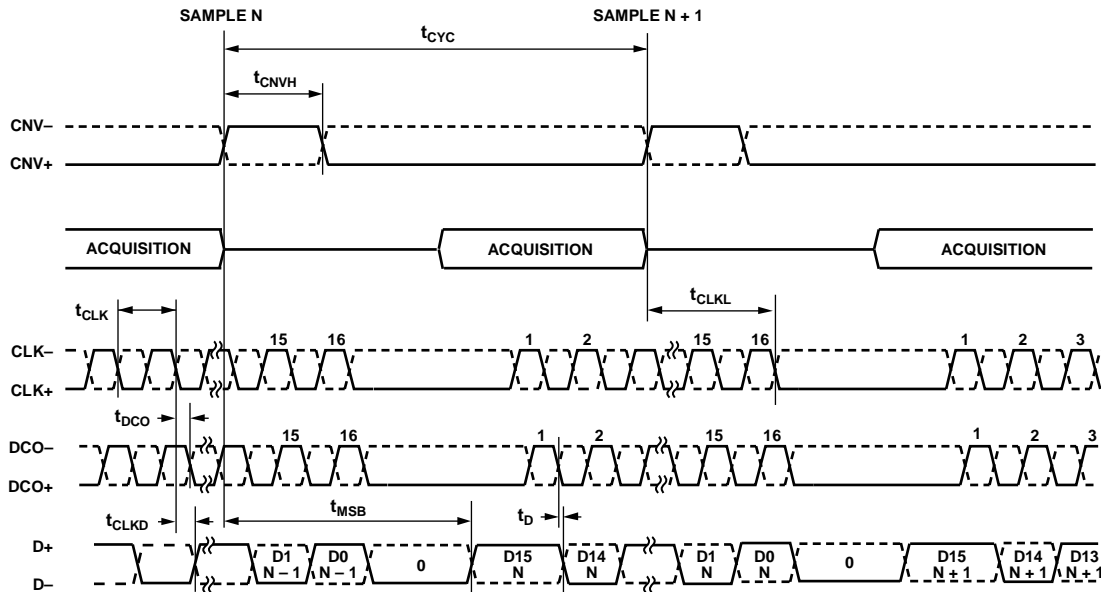 SAMPLE N SAMPLE N + 1
tCYC
tCNVH
CNV–
CNV+
ACQUISITION ACQUISITION ACQUISITION
tCLK tCLKL
15 16 1 2 15 16 1 2 3
CLK–
CLK+
tDCO
15 16 1 2 15 16 1 2 3
DCO–
DCO+
tCLKD tMSB tD
D+
D–
D1 D0 0 D15 D14 D1 D0 0 D15 D14 D13
N – 1 N – 1 N N N N N + 1 N + 1 N + 1